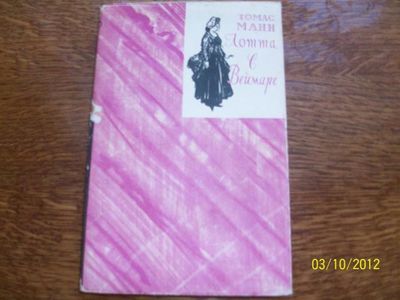 ТОМАС
МАНН
Лотта
в
Веймаре
03/10/2012